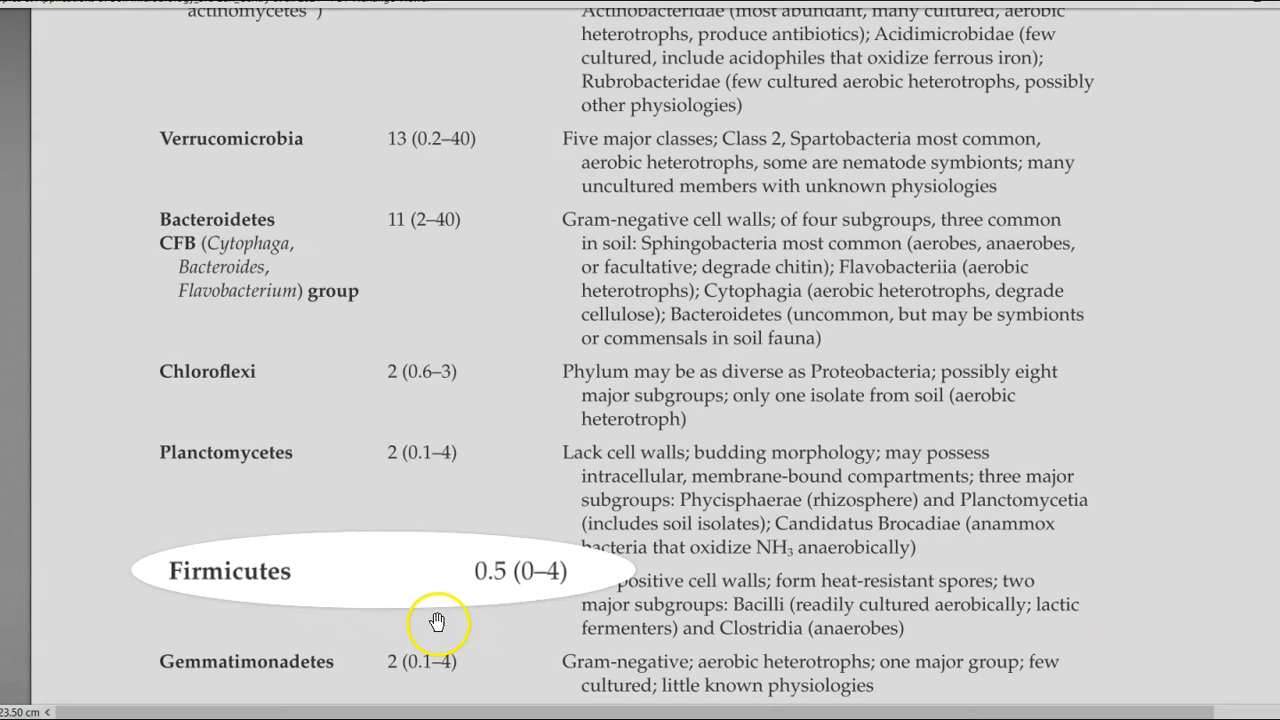 actinomycetes”)
Actinobacteridae (most abundant, many cultured, aerobic
heterotrophs, produce antibiotics); Acidimicrobidae (few
cultured, include acidophiles that oxidize ferrous iron);
Rubrobacteridae (few cultured aerobic heterotrophs, possibly
other physiologies)
Verrucomicrobia 13 (0.2–40) Five major classes; Class 2, Spartobacteria most common,
aerobic heterotrophs, some are nematode symbionts; many
uncultured members with unknown physiologies
Bacteroidetes 11 (2–40) Gram-negative cell walls; of four subgroups, three common
CFB (Cytophaga, in soil: Sphingobacteria most common (aerobes, anaerobes,
Bacteroides, or facultative; degrade chitin); Flavobacteriia (aerobic
Flavobacterium) group heterotrophs); Cytophagia (aerobic heterotrophs, degrade
cellulose); Bacteroidetes (uncommon, but may be symbionts
or commensals in soil fauna)
Chloroflexi 2 (0.6–3) Phylum may be as diverse as Proteobacteria; possibly eight
major subgroups; only one isolate from soil (aerobic
heterotroph)
Planctomycetes 2 (0.1–4) Lack cell walls; budding morphology; may possess
intracellular, membrane-bound compartments; three major
subgroups: Phycisphaerae (rhizosphere) and Planctomycetia
(includes soil isolates); Candidatus Brocadiae (anammox
bacteria that oxidize NH₃ anaerobically)
Firmicutes 0.5 (0–4) positive cell walls; form heat-resistant spores; two
major subgroups: Bacilli (readily cultured aerobically; lactic
fermenters) and Clostridia (anaerobes)
Gemmatimonadetes 2 (0.1–4) Gram-negative; aerobic heterotrophs; one major group; few
cultured; little known physiologies
23.50 cm